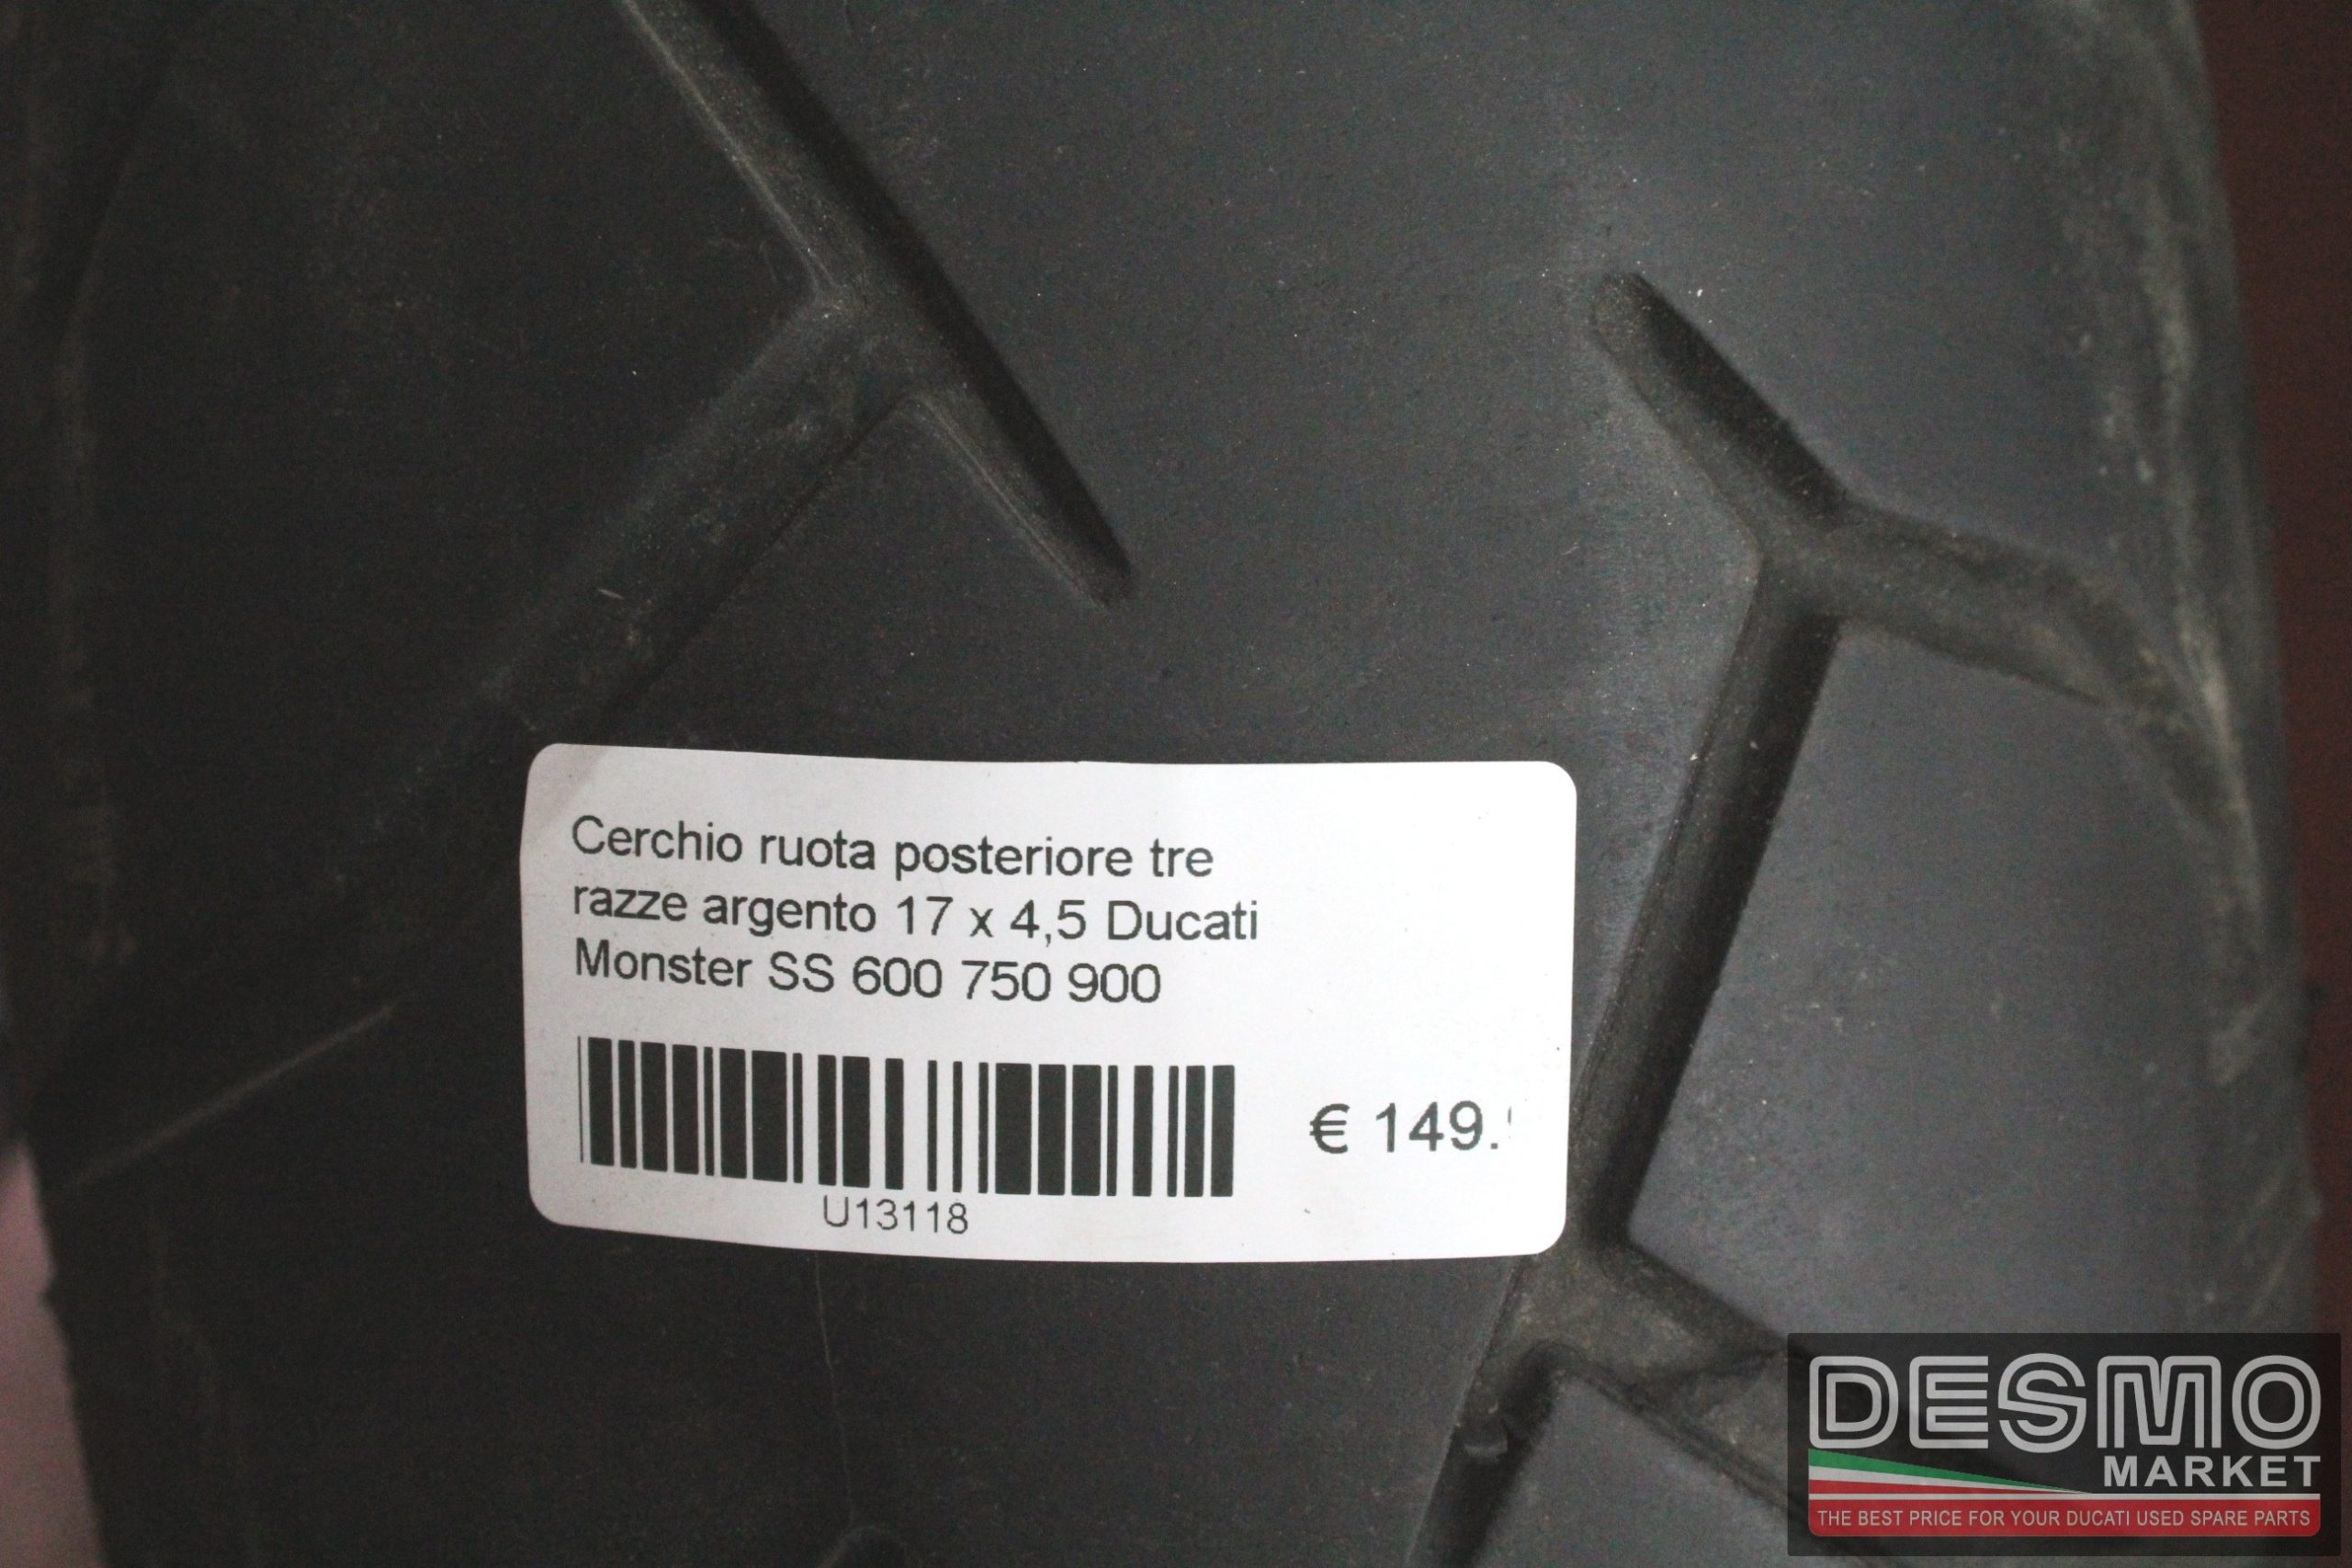 Cerchio ruota posteriore tre
razze argento 17 x 4,5 Ducati
Monster SS 600 750 900
€ 149.
U13118
DESMO
MARKET
THE BEST PRICE FOR YOUR DUCATI USED SPARE PARTS